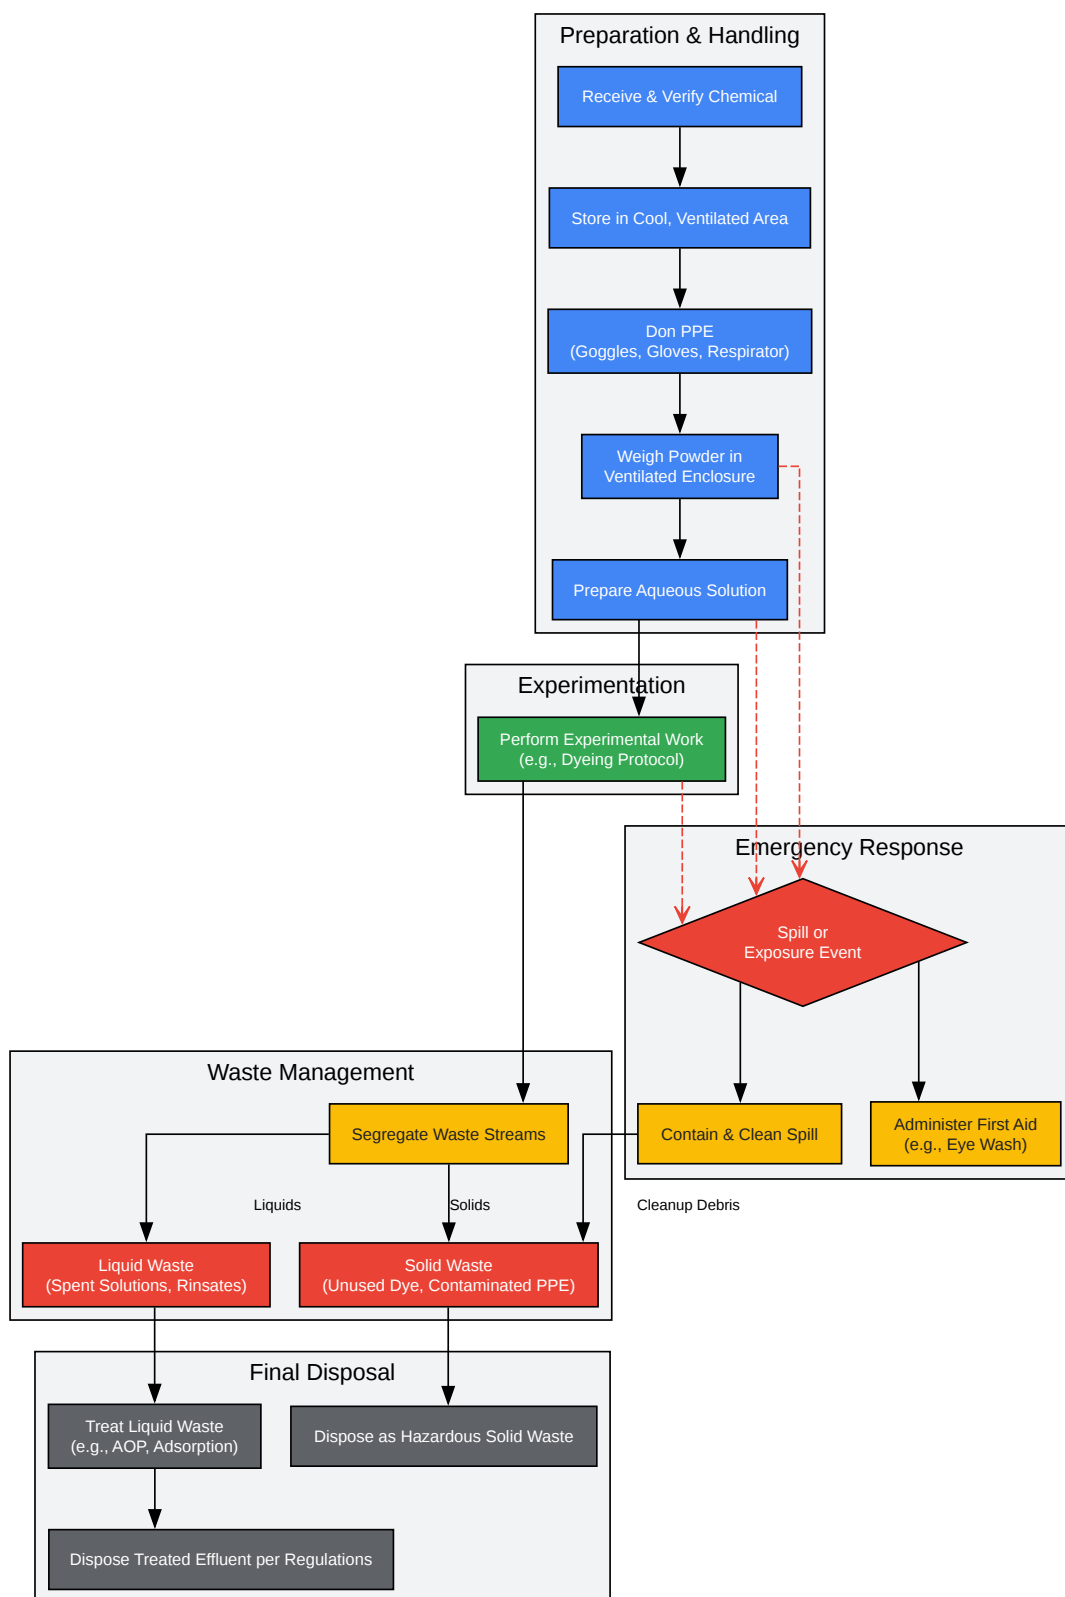 Preparation & Handling
Receive & Verify Chemical
Store in Cool, Ventilated Area
Don PPE
(Goggles, Gloves, Respirator)
Weigh Powder in
Ventilated Enclosure
Prepare Aqueous Solution
Experimentation
Perform Experimental Work
(e.g., Dyeing Protocol)
Emergency Response
Spill or
Exposure Event
Contain & Clean Spill
Administer First Aid
(e.g., Eye Wash)
Waste Management
Segregate Waste Streams
Liquids
Solids
Cleanup Debris
Liquid Waste
(Spent Solutions, Rinsates)
Solid Waste
(Unused Dye, Contaminated PPE)
Final Disposal
Treat Liquid Waste
(e.g., AOP, Adsorption)
Dispose as Hazardous Solid Waste
Dispose Treated Effluent per Regulations